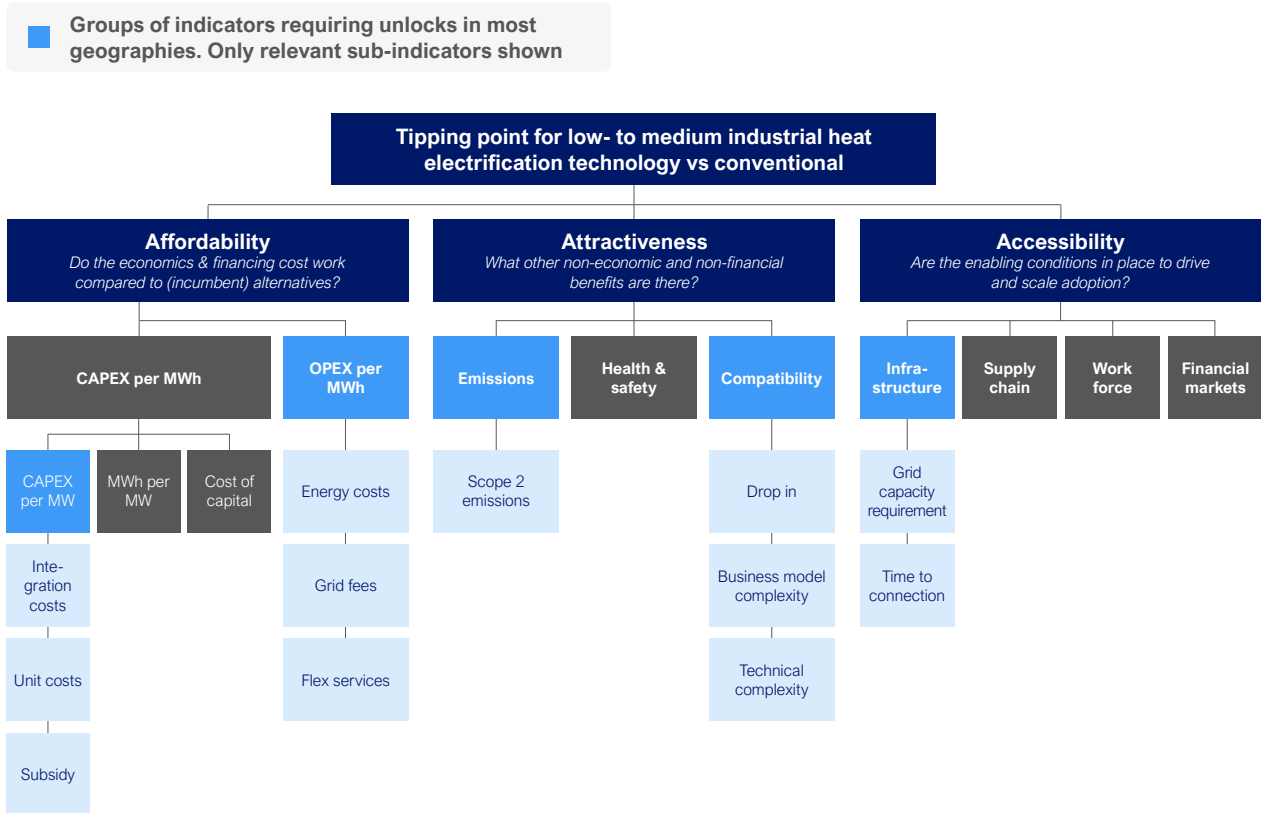 Groups of indicators requiring unlocks in most
geographies. Only relevant sub-indicators shown
Tipping point for low- to medium industrial heat
electrification technology vs conventional
Affordability
Do the economics & financing cost work
compared to (incumbent) alternatives?
Attractiveness
What other non-economic and non-financial
benefits are there?
Accessibility
Are the enabling conditions in place to drive
and scale adoption?
CAPEX per MWh
OPEX per
MWh
Emissions
Health &
safety
Compatibility
Infra-
structure
Supply
chain
Work
force
Financial
markets
CAPEX
per MW
MWh per
MW
Cost of
capital
Energy costs
Scope 2
emissions
Drop in
Grid
capacity
requirement
Inte-
gration
costs
Grid fees
Business model
complexity
Time to
connection
Unit costs
Flex services
Technical
complexity
Subsidy